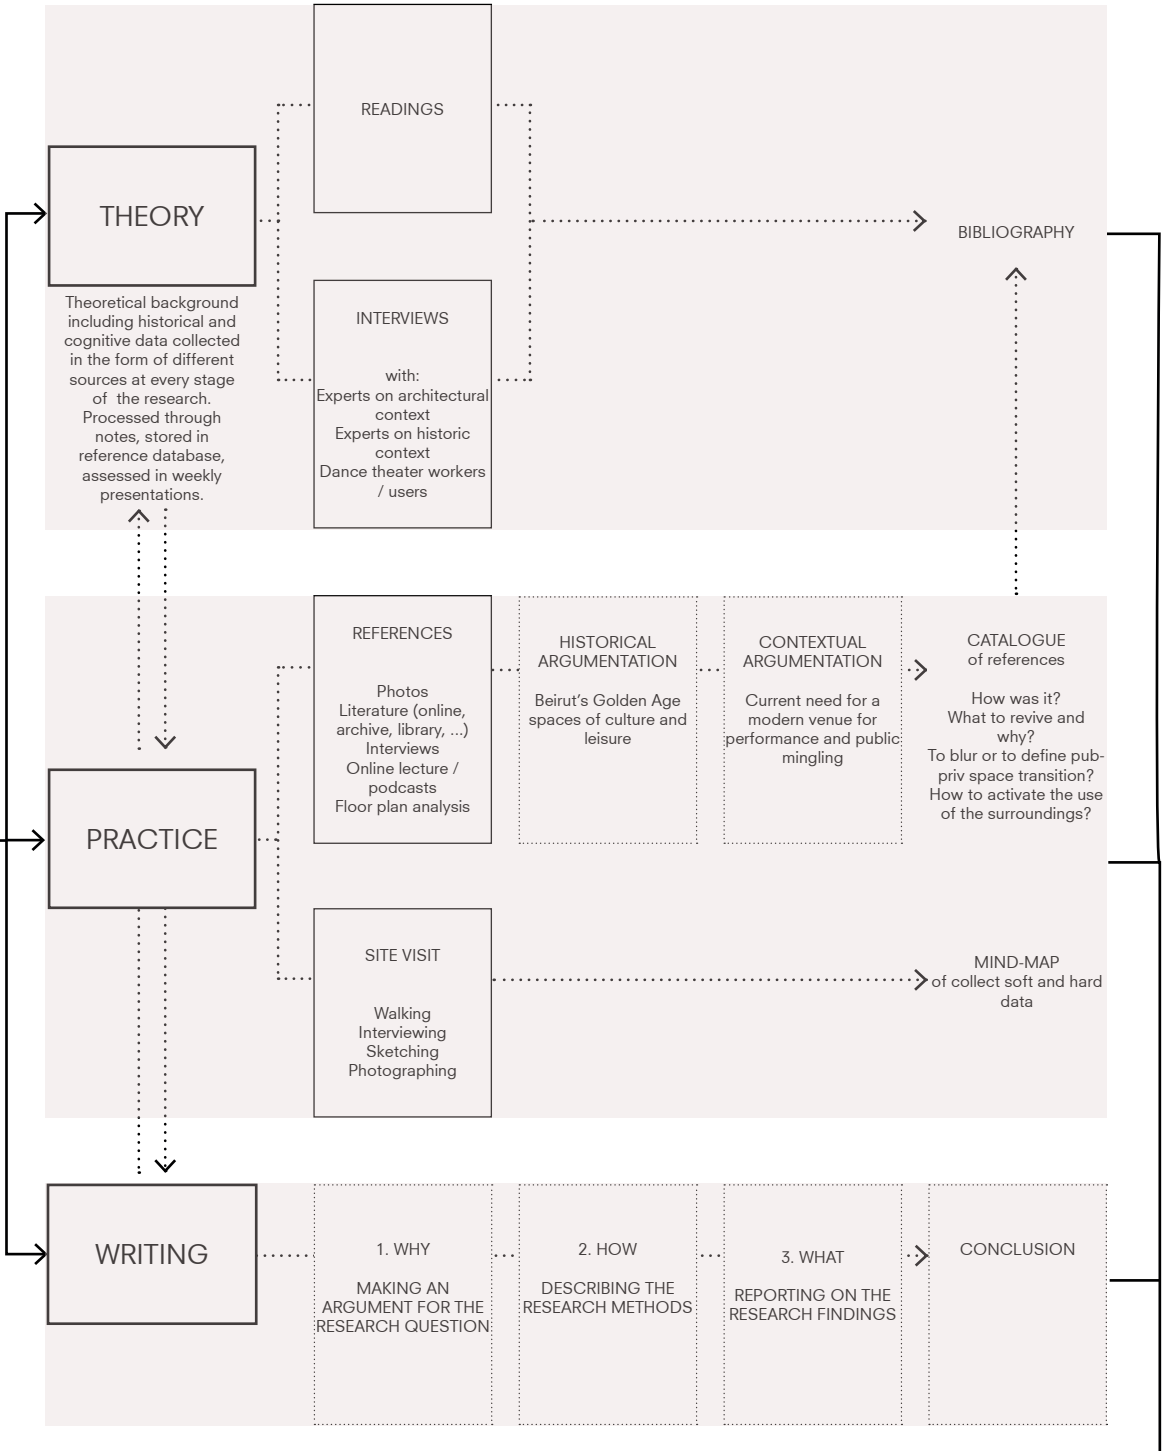 READINGS
THEORY
Theoretical background
including historical and
cognitive data collected
in the form of different
sources at every stage
of  the research.
Processed through
notes, stored in
reference database,
assessed in weekly
presentations.
INTERVIEWS
with:
Experts on architectural
context
Experts on historic
context
Dance theater workers
/ users
BIBLIOGRAPHY
PRACTICE
REFERENCES
Photos
Literature (online,
archive, library, ...)
Interviews
Online lecture /
podcasts
Floor plan analysis
HISTORICAL
ARGUMENTATION
Beirut’s Golden Age
spaces of culture and
leisure
CONTEXTUAL
ARGUMENTATION
Current need for a
modern venue for
performance and public
mingling
CATALOGUE
of references
How was it?
What to revive and
why?
To blur or to define pub-
priv space transition?
How to activate the use
of the surroundings?
SITE VISIT
Walking
Interviewing
Sketching
Photographing
MIND-MAP
of collect soft and hard
data
WRITING
1. WHY
MAKING AN
ARGUMENT FOR THE
RESEARCH QUESTION
2. HOW
DESCRIBING THE
RESEARCH METHODS
3. WHAT
REPORTING ON THE
RESEARCH FINDINGS
CONCLUSION